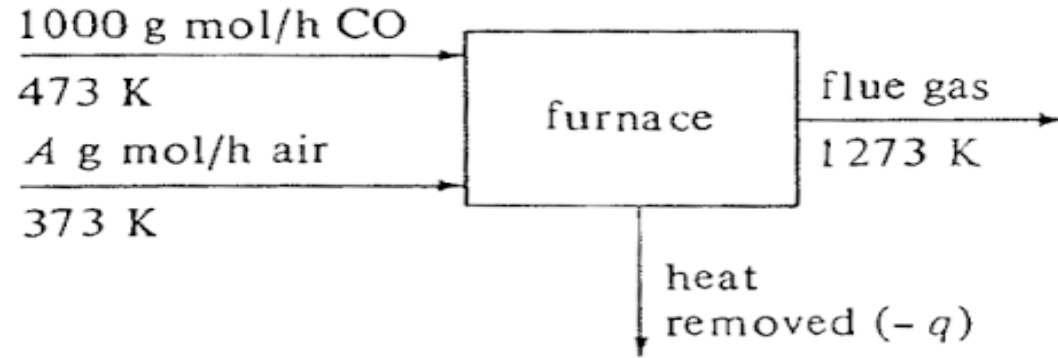 1000 g mol/h CO
473 K
A g mol/h air
373 K
furnace
flue gas
1273 K
heat
removed (- q)